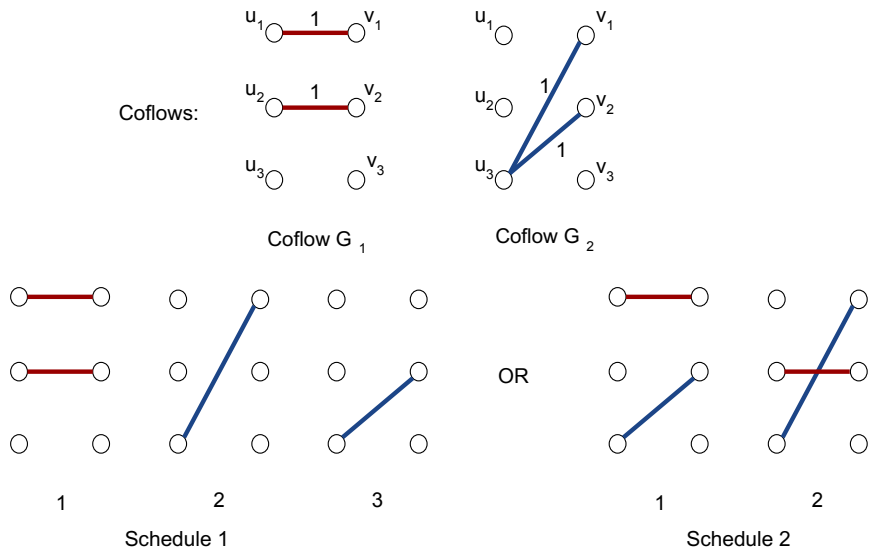 u1 1 v1 u1 v1
u2 1 v2 u2 1 v2
Coflows:
1
u3 v3 u3 v3
Coflow G 1 Coflow G 2
OR
1 2 3 1 2
Schedule 1 Schedule 2